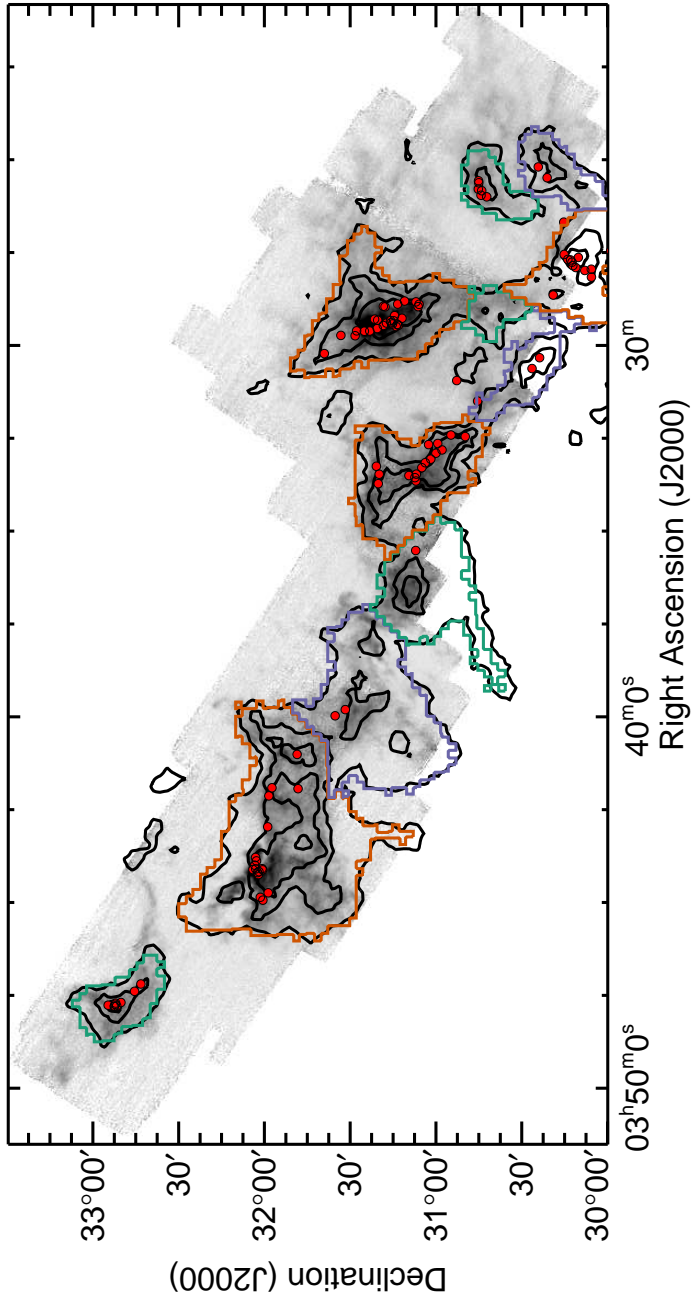 33°00′
30′
32°00′
30′
31°00′
30′
30°00′
Declination (J2000)
03ʰ50ᵐ0ˢ
40ᵐ0ˢ
30ᵐ
Right Ascension (J2000)